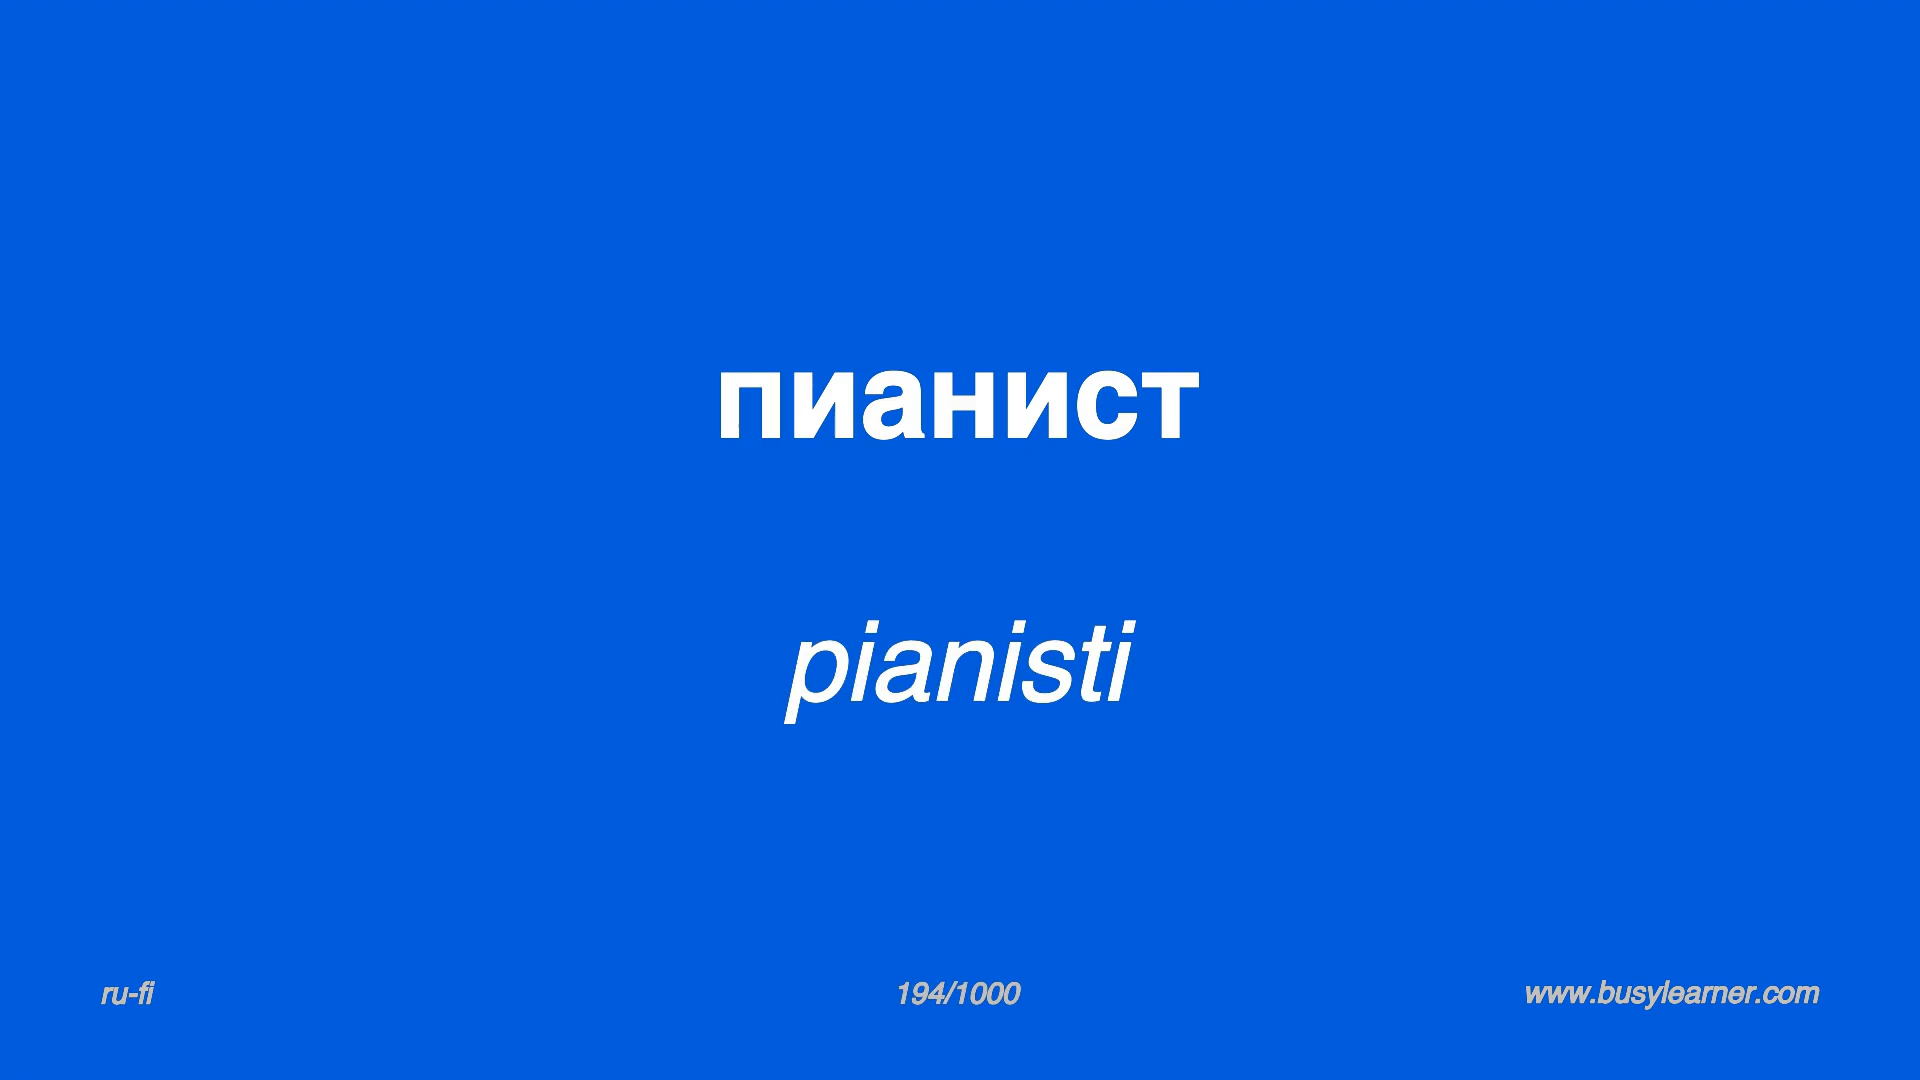 пианист
pianisti
ru-fi
194/1000
www.busylearner.com